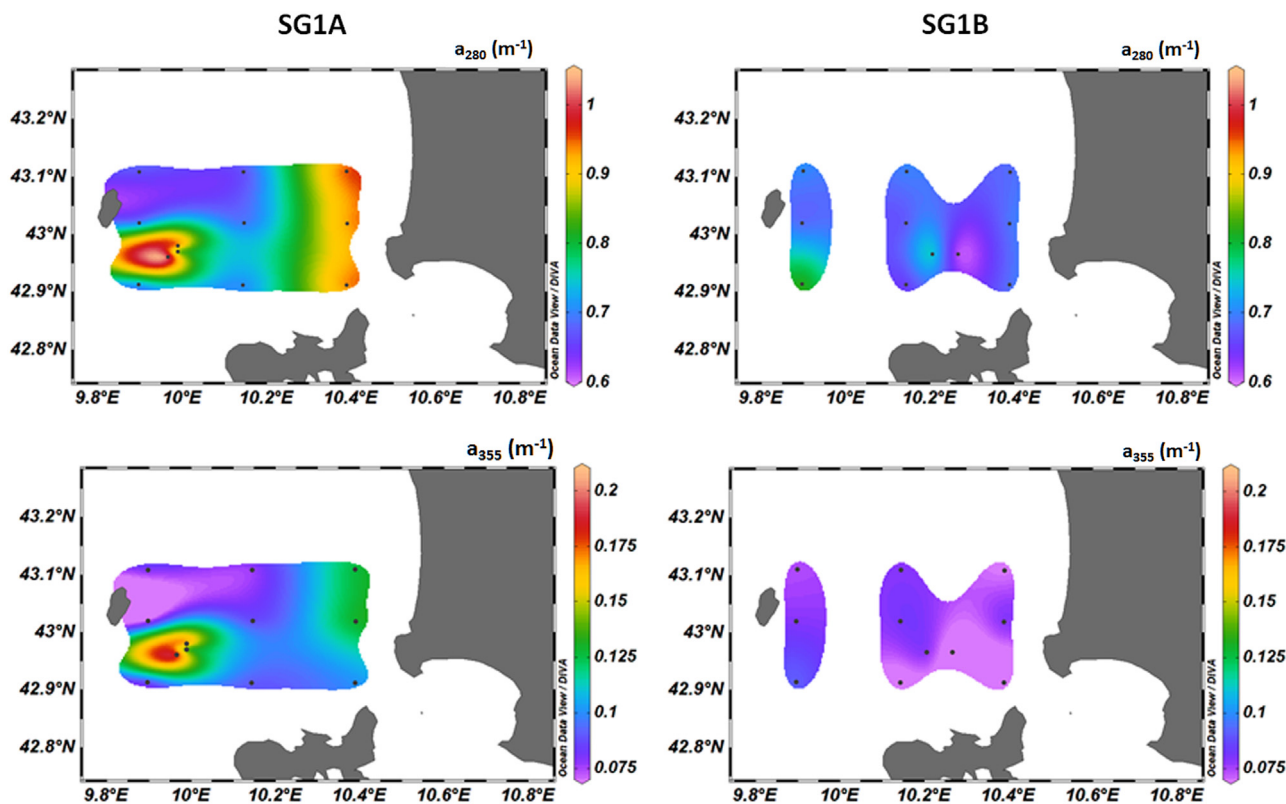 SG1A
SG1B
a280 (m-1)
43.2°N
43.1°N
43°N
42.9°N
42.8°N
9.8°E 10°E 10.2°E 10.4°E 10.6°E 10.8°E
1
0.9
0.8
0.7
0.6
Ocean Data View / DIVA
a280 (m-1)
43.2°N
43.1°N
43°N
42.9°N
42.8°N
9.8°E 10°E 10.2°E 10.4°E 10.6°E 10.8°E
1
0.9
0.8
0.7
0.6
Ocean Data View / DIVA
a355 (m-1)
43.2°N
43.1°N
43°N
42.9°N
42.8°N
9.8°E 10°E 10.2°E 10.4°E 10.6°E 10.8°E
0.2
0.175
0.15
0.125
0.1
0.075
Ocean Data View / DIVA
a355 (m-1)
43.2°N
43.1°N
43°N
42.9°N
42.8°N
9.8°E 10°E 10.2°E 10.4°E 10.6°E 10.8°E
0.2
0.175
0.15
0.125
0.1
0.075
Ocean Data View / DIVA